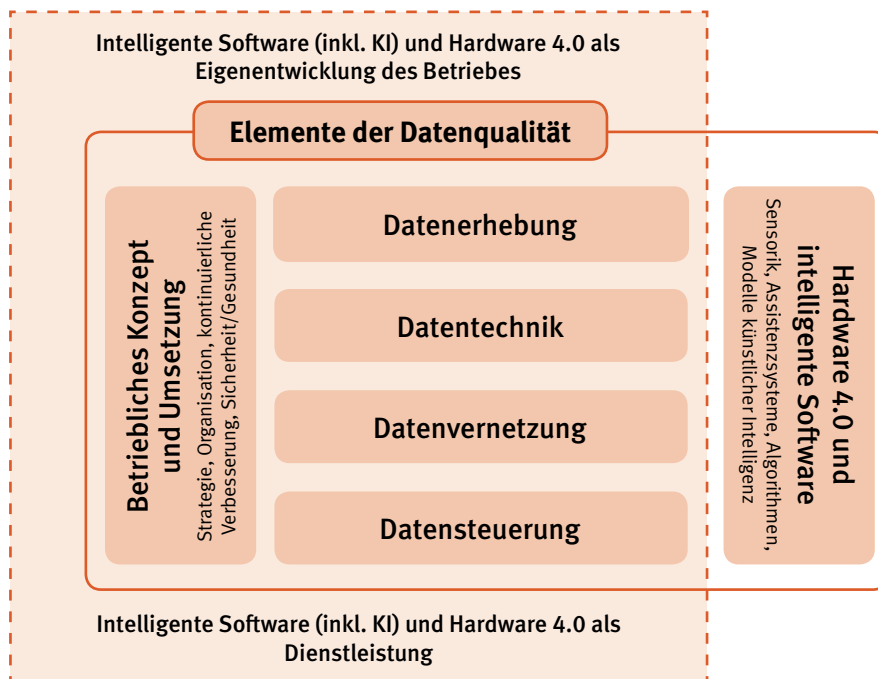 Intelligente Software (inkl. KI) und Hardware 4.0 als
Eigenentwicklung des Betriebes
Elemente der Datenqualität
Betriebliches Konzept
und Umsetzung
Strategie, Organisation, kontinuierliche
Verbesserung, Sicherheit/Gesundheit
Datenerhebung
Datentechnik
Datenvernetzung
Datensteuerung
Hardware 4.0 und
intelligente Software
Sensorik, Assistenzsysteme, Algorithmen,
Modelle künstlicher Intelligenz
Intelligente Software (inkl. KI) und Hardware 4.0 als
Dienstleistung